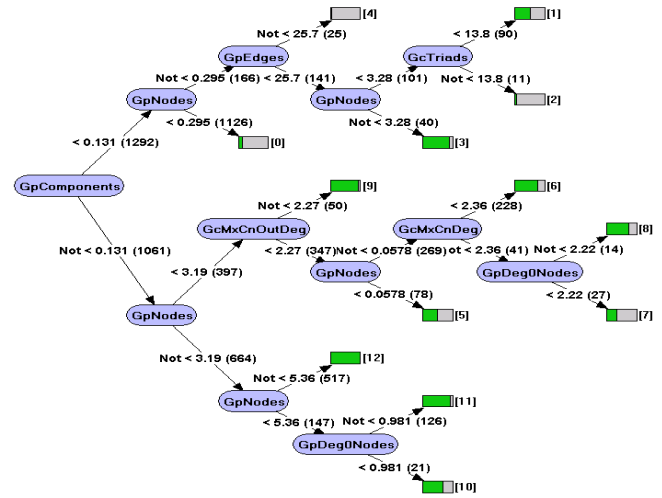 [4]
Not < 25.7 (25)
< 13.8 (90)
[1]
GpEdges
GcTriads
Not < 0.295 (166)
< 25.7 (141)
< 3.28 (101)
Not < 13.8 (11)
GpNodes
GpNodes
[2]
< 0.295 (1126)
Not < 3.28 (40)
< 0.131 (1292)
[0]
[3]
GpComponents
[9]
[6]
Not < 2.27 (50)
< 2.36 (228)
GcMxCnOutDeg
GcMxCnDeg
[8]
Not < 0.131 (1061)
< 2.27 (347)
Not < 0.0578 (269)
ot < 2.36 (41)
Not < 2.22 (14)
< 3.19 (397)
GpNodes
GpDeg0Nodes
< 0.0578 (78)
< 2.22 (27)
GpNodes
[5]
[7]
Not < 3.19 (664)
[12]
Not < 5.36 (517)
GpNodes
[11]
< 5.36 (147)
Not < 0.981 (126)
GpDeg0Nodes
< 0.981 (21)
[10]